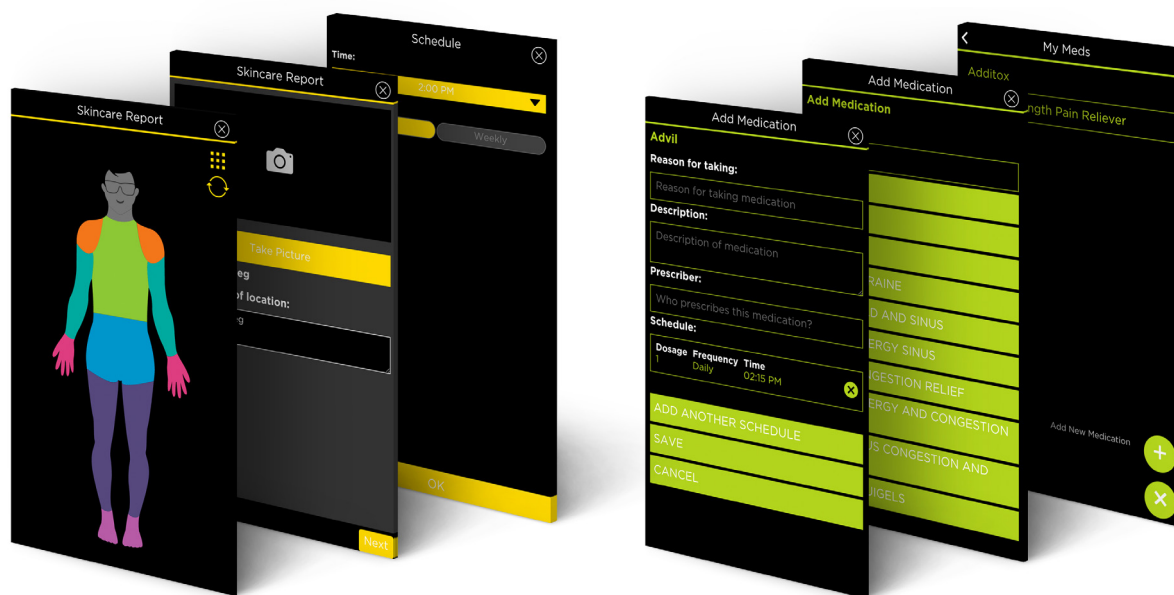 Skincare Report
Skincare Report
Take Picture
eg
of location:
eg
Next
Schedule
Time:
2:00 PM
Weekly
OK
Add Medication
Advil
Reason for taking:
Reason for taking medication
Description:
Description of medication
Prescriber:
Who prescribes this medication?
Schedule:
Dosage Frequency Time
1 Daily 02:15 PM
ADD ANOTHER SCHEDULE
SAVE
CANCEL
Add Medication
Add Medication
RAINE
D AND SINUS
ERGY SINUS
NGESTION RELIEF
ERGY AND CONGESTION
US CONGESTION AND
UIGELS
My Meds
Additox
ngth Pain Reliever
Add New Medication